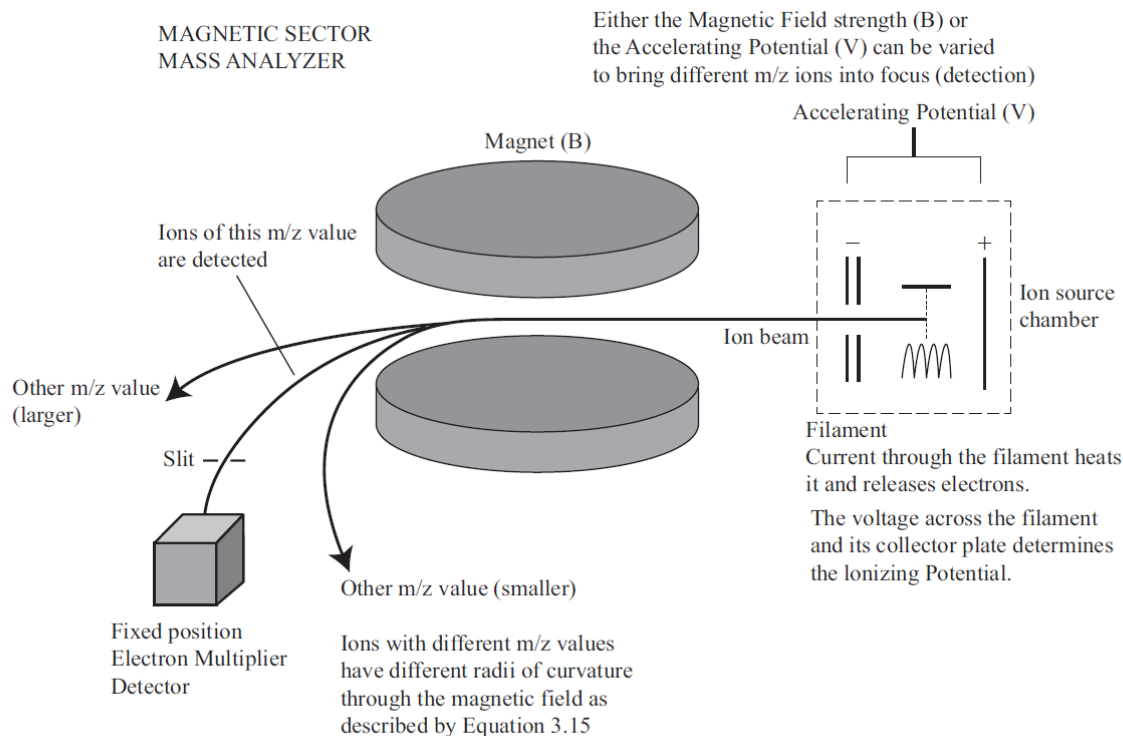 MAGNETIC SECTOR
MASS ANALYZER
Either the Magnetic Field strength (B) or
the Accelerating Potential (V) can be varied
to bring different m/z ions into focus (detection)
Accelerating Potential (V)
Magnet (B)
Ions of this m/z value
are detected
−
+
Ion source
chamber
Ion beam
Other m/z value
(larger)
Slit
Filament
Current through the filament heats
it and releases electrons.
The voltage across the filament
and its collector plate determines
the Ionizing Potential.
Other m/z value (smaller)
Fixed position
Electron Multiplier
Detector
Ions with different m/z values
have different radii of curvature
through the magnetic field as
described by Equation 3.15